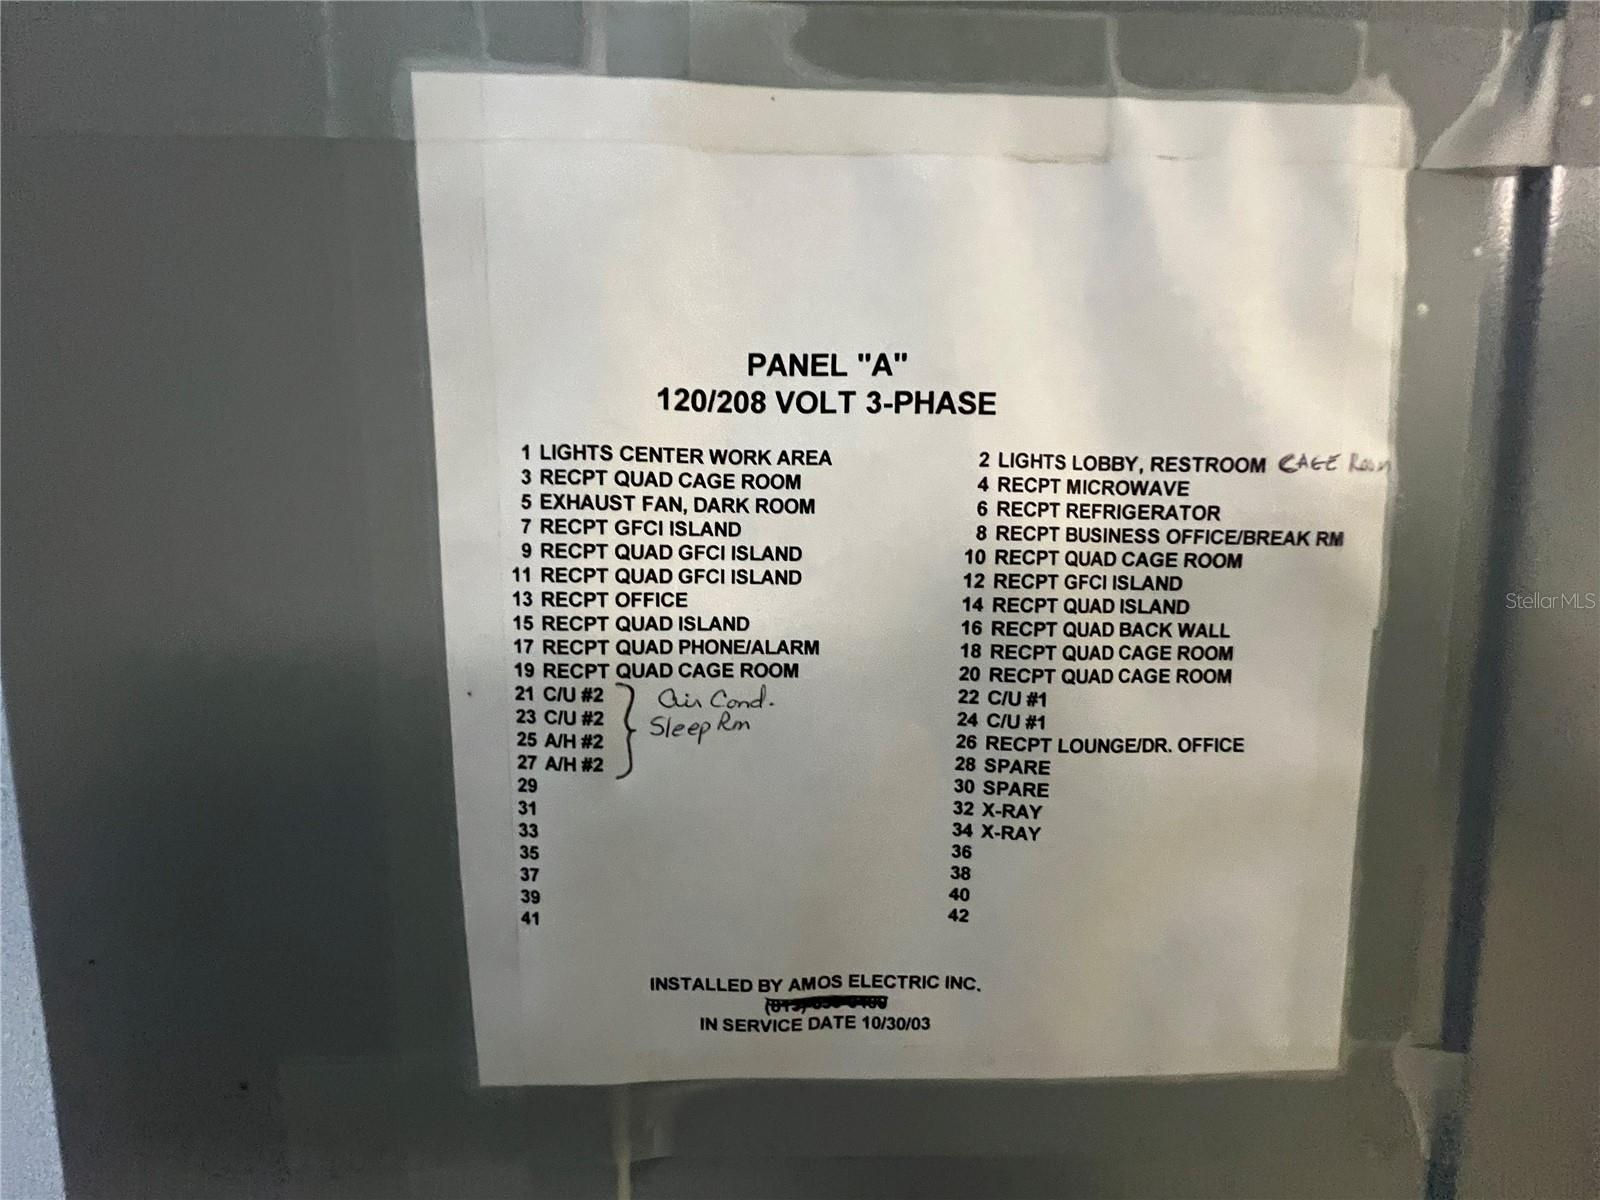 PANEL "A"
120/208 VOLT 3-PHASE
1 LIGHTS CENTER WORK AREA
3 RECPT QUAD CAGE ROOM
5 EXHAUST FAN, DARK ROOM
7 RECPT GFCI ISLAND
9 RECPT QUAD GFCI ISLAND
11 RECPT QUAD GFCI ISLAND
13 RECPT OFFICE
15 RECPT QUAD ISLAND
17 RECPT QUAD PHONE/ALARM
19 RECPT QUAD CAGE ROOM
21 C/U #2
23 C/U #2
25 A/H #2
27 A/H #2
Air Cond.
Sleep Rm
29
31
33
35
37
39
41
2 LIGHTS LOBBY, RESTROOM CAGE Room
4 RECPT MICROWAVE
6 RECPT REFRIGERATOR
8 RECPT BUSINESS OFFICE/BREAK RM
10 RECPT QUAD CAGE ROOM
12 RECPT GFCI ISLAND
14 RECPT QUAD ISLAND
16 RECPT QUAD BACK WALL
18 RECPT QUAD CAGE ROOM
20 RECPT QUAD CAGE ROOM
22 C/U #1
24 C/U #1
26 RECPT LOUNGE/DR. OFFICE
28 SPARE
30 SPARE
32 X-RAY
34 X-RAY
36
38
40
42
INSTALLED BY AMOS ELECTRIC INC.
IN SERVICE DATE 10/30/03
StellarMLS